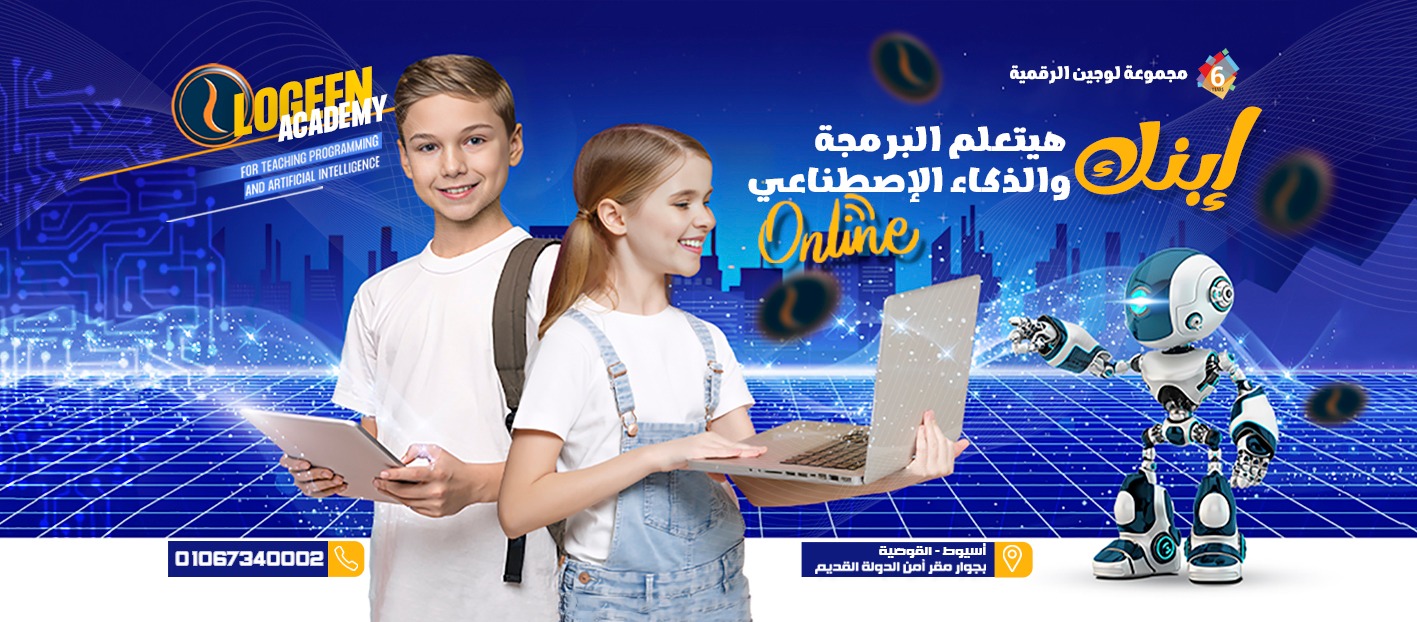 LOGEEN
ACADEMY
FOR TEACHING PROGRAMMING
AND ARTIFICIAL INTELLIGENCE
مجموعة لوجين الرقمية
6
إبنك
هيتعلم البرمجة
والذكاء الإصطناعي
Online
01067340002
أسيوط - القوصية
بجوار مقر أمن الدولة القديم